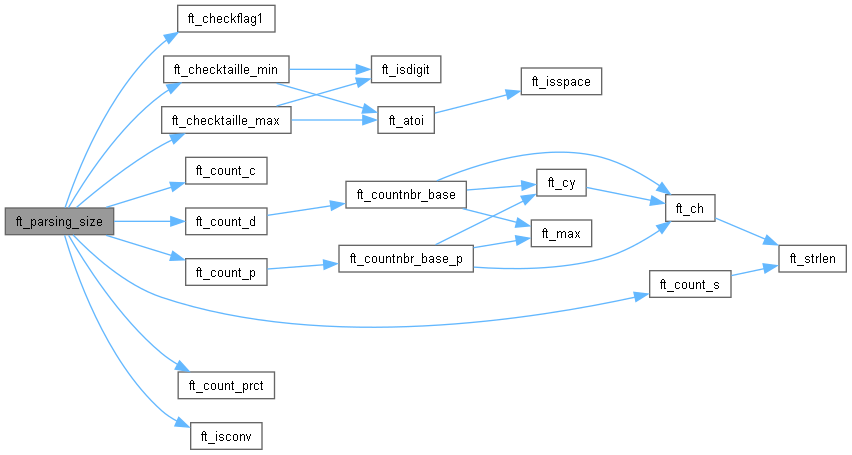 ft_checkflag1
ft_checktaille_min
ft_isdigit
ft_isspace
ft_checktaille_max
ft_atoi
ft_count_c
ft_countnbr_base
ft_cy
ft_parsing_size
ft_count_d
ft_ch
ft_max
ft_count_p
ft_countnbr_base_p
ft_strlen
ft_count_s
ft_count_prct
ft_isconv